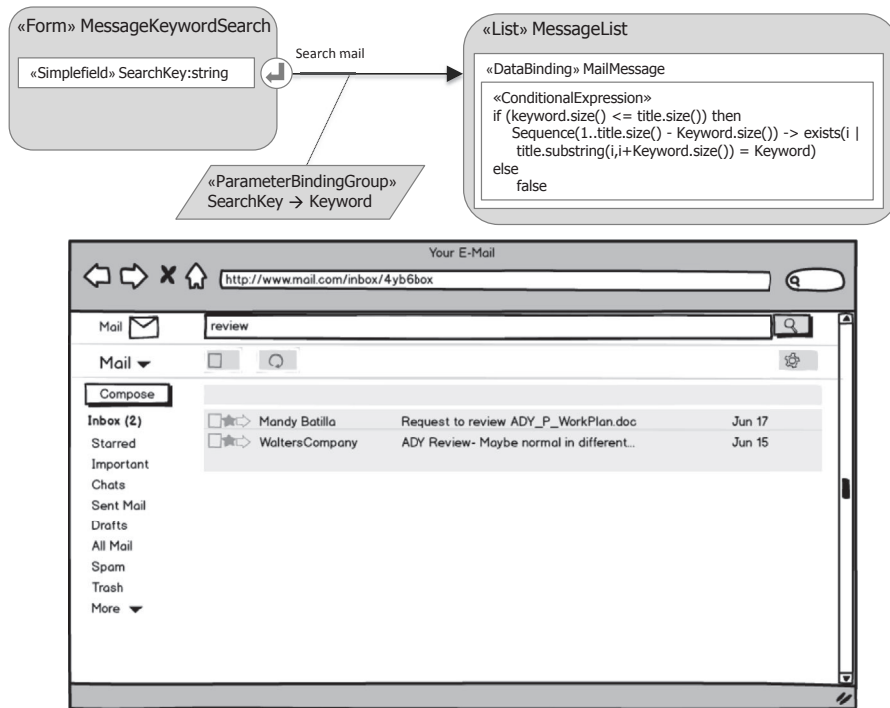 «Form» MessageKeywordSearch
«Simplefield» SearchKey:string
Search mail
«ParameterBindingGroup»
SearchKey → Keyword
«List» MessageList
«DataBinding» MailMessage
«ConditionalExpression»
if (keyword.size() <= title.size()) then
Sequence(1..title.size() - Keyword.size()) -> exists(i |
title.substring(i,i+Keyword.size()) = Keyword)
else
false
Your E-Mail
http://www.mail.com/inbox/4yb6box
Mail
review
Mail
Compose
Inbox (2)
Mandy Batilla Request to review ADY_P_WorkPlan.doc Jun 17
Starred
WaltersCompany ADY Review- Maybe normal in different... Jun 15
Important
Chats
Sent Mail
Drafts
All Mail
Spam
Trash
More